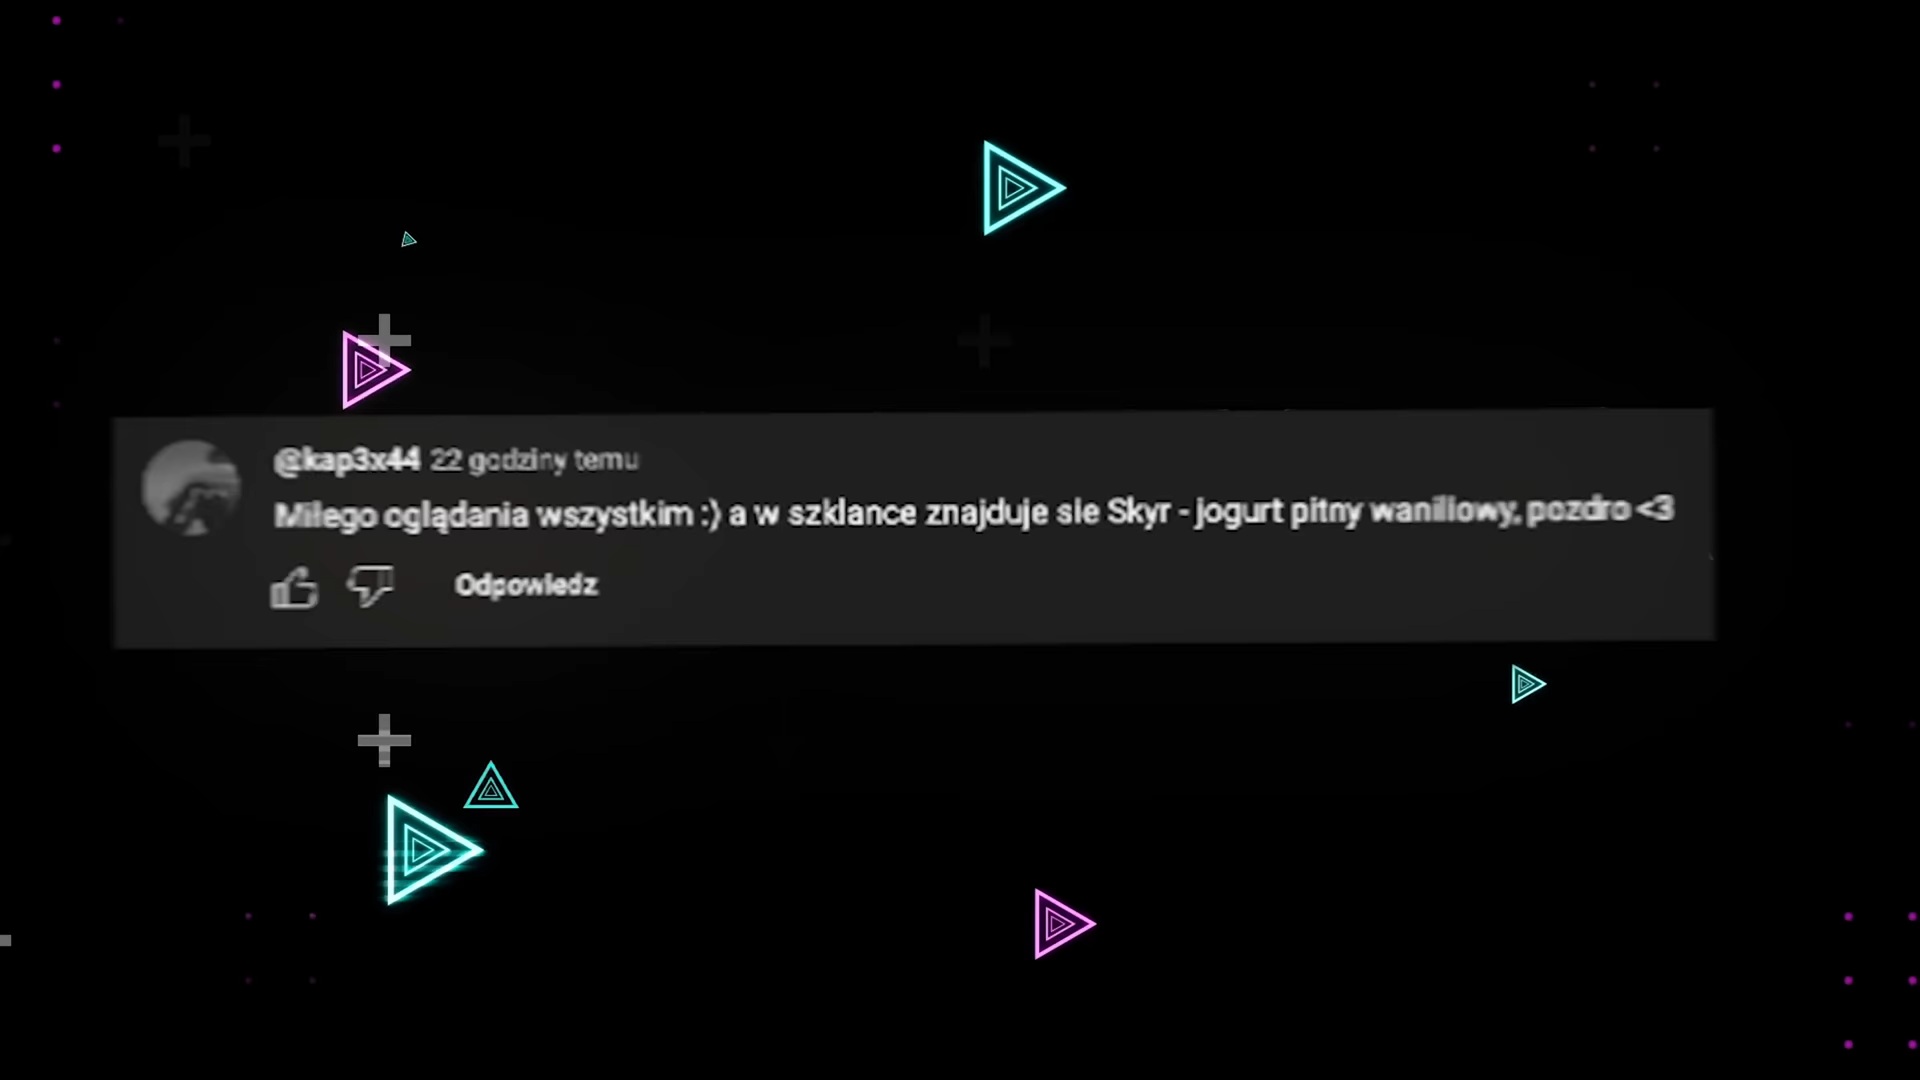 @kap3x44 22 godziny temu
Miłego oglądania wszystkim :) a w szklance znajduje sie Skyr - jogurt pitny waniliowy, pozdro <3
Odpowiedz